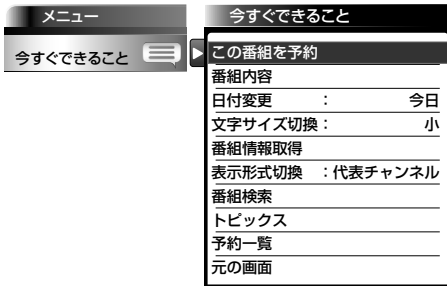 メニュー
今すぐできること
今すぐできること
この番組を予約
番組内容
日付変更 : 今日
文字サイズ切換 : 小
番組情報取得
表示形式切換 : 代表チャンネル
番組検索
トピックス
予約一覧
元の画面